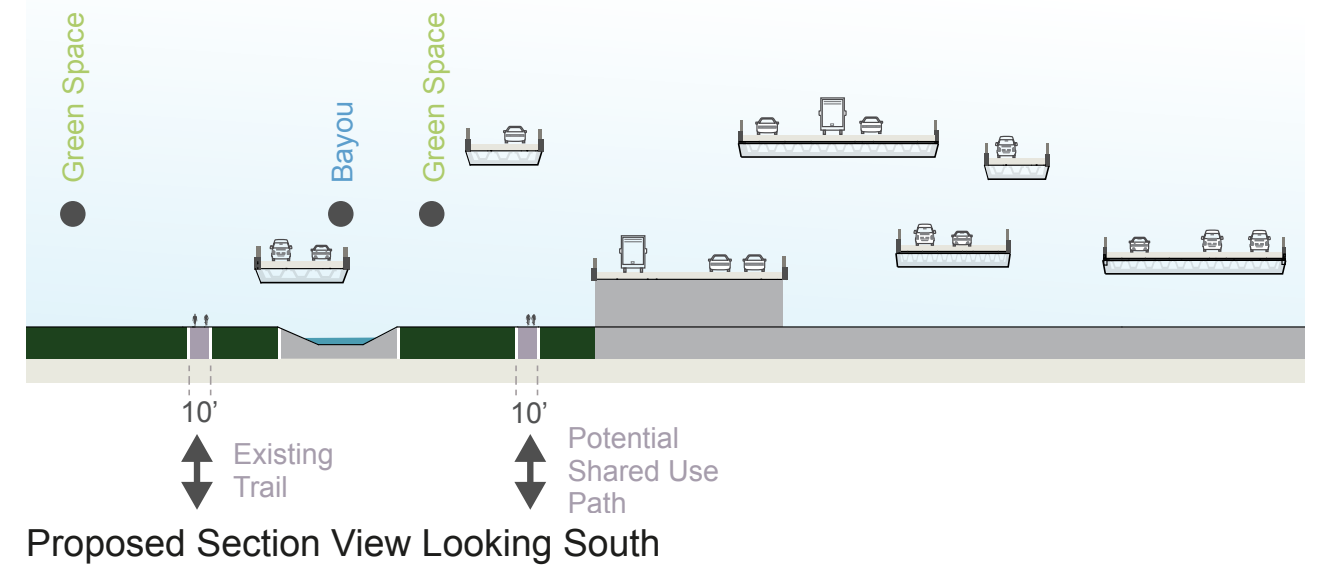 Green Space
Bayou
Green Space
10’
10’
Existing
Trail
Potential
Shared Use
Path
Proposed Section View Looking South